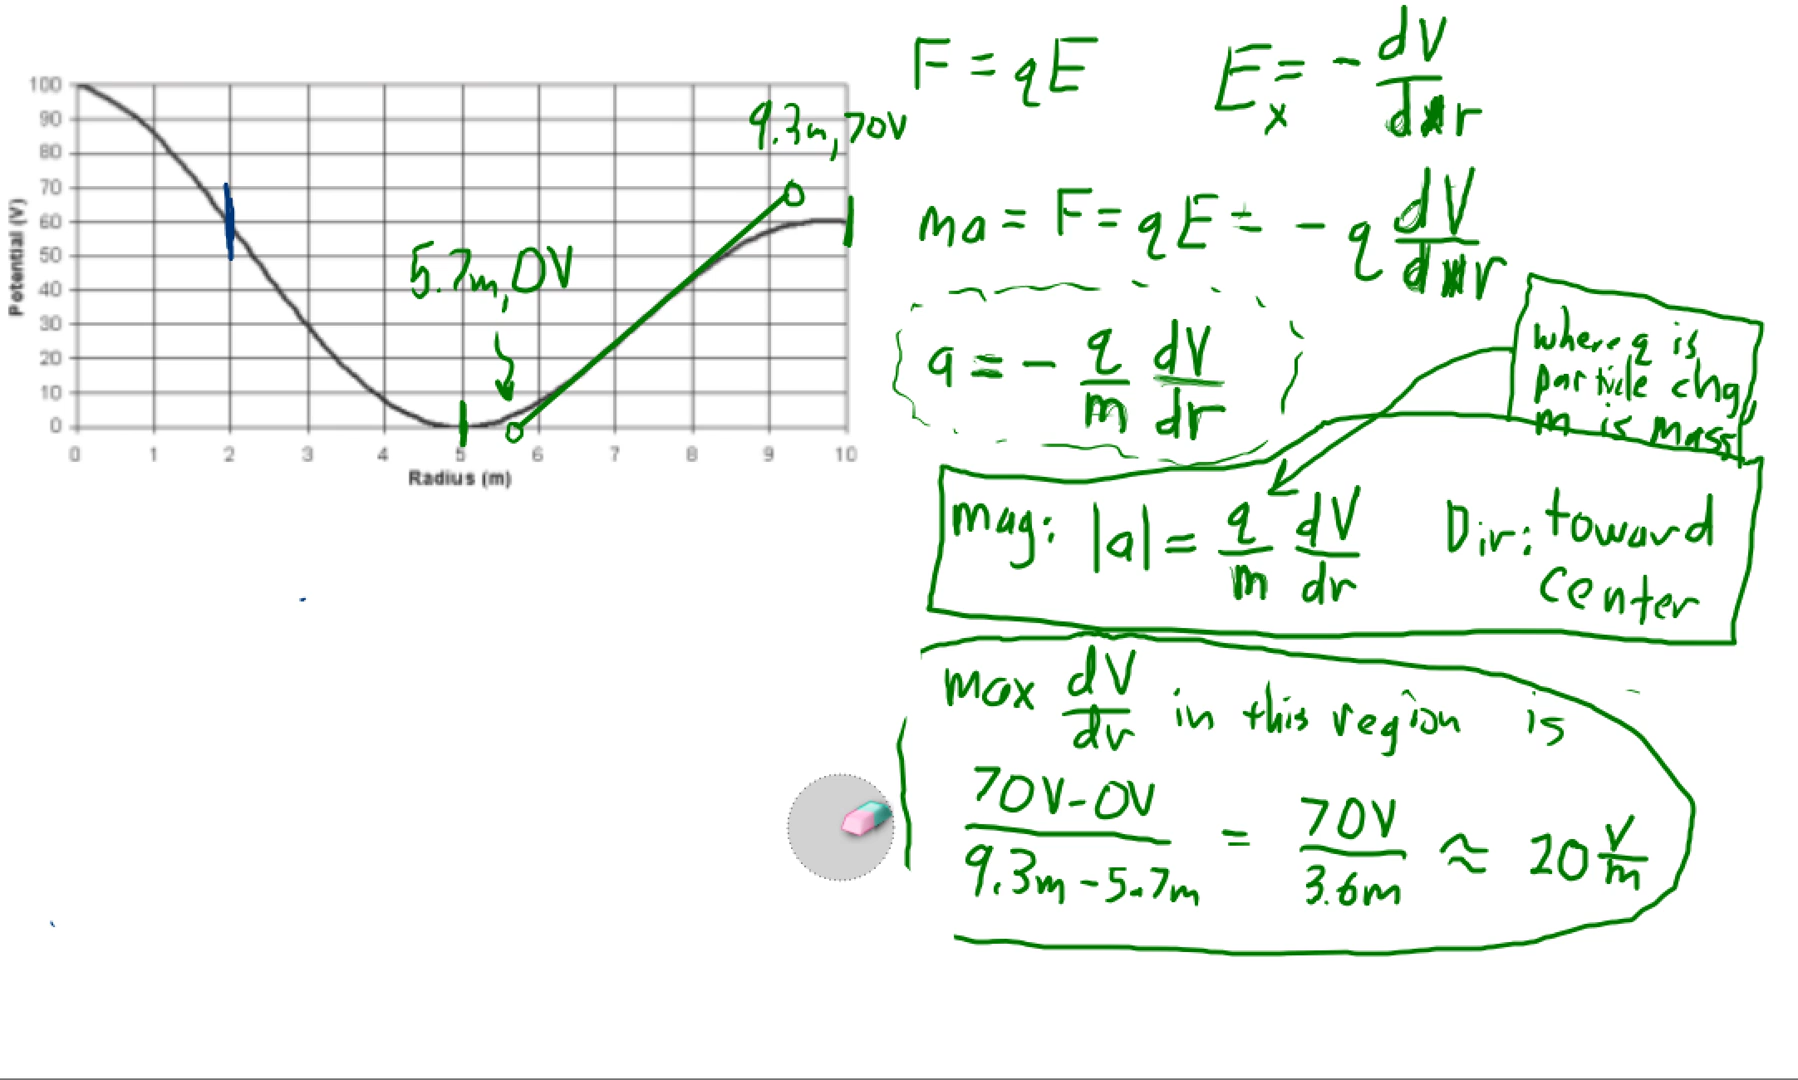 100
90
80
70
60
50
40
30
20
10
0
0 1 2 3 4 5 6 7 8 9 10
Potential (V)
Radius (m)
9.3m, 70V
5.7m, 0V
F = qE
E_x = - dV/dr
ma = F = qE = - q dV/dr
a = - q/m dV/dr
where q is
particle chg
m is mass
mag: |a| = q/m dV/dr
Dir: toward
center
max dV/dr in this region is
70V-0V / 9.3m-5.7m = 70V / 3.6m ≈ 20 V/m